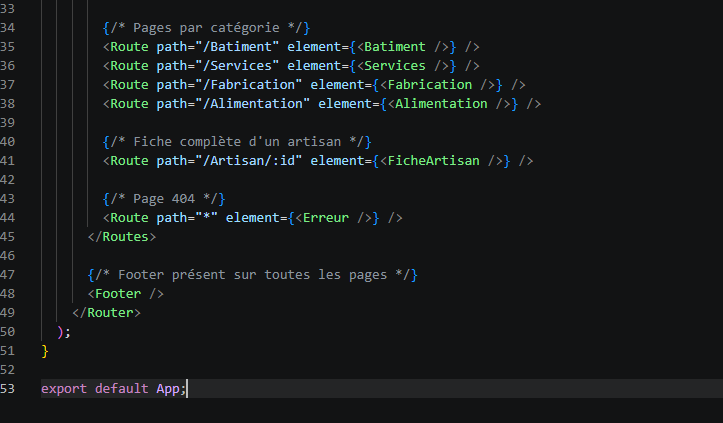 33
34 {/* Pages par catégorie */}
35 <Route path="/Batiment" element={<Batiment />} />
36 <Route path="/Services" element={<Services />} />
37 <Route path="/Fabrication" element={<Fabrication />} />
38 <Route path="/Alimentation" element={<Alimentation />} />
39
40 {/* Fiche complète d'un artisan */}
41 <Route path="/Artisan/:id" element={<FicheArtisan />} />
42
43 {/* Page 404 */}
44 <Route path="*" element={<Erreur />} />
45 </Routes>
46
47 {/* Footer présent sur toutes les pages */}
48 <Footer />
49 </Router>
50 );
51 }
52
53 export default App;